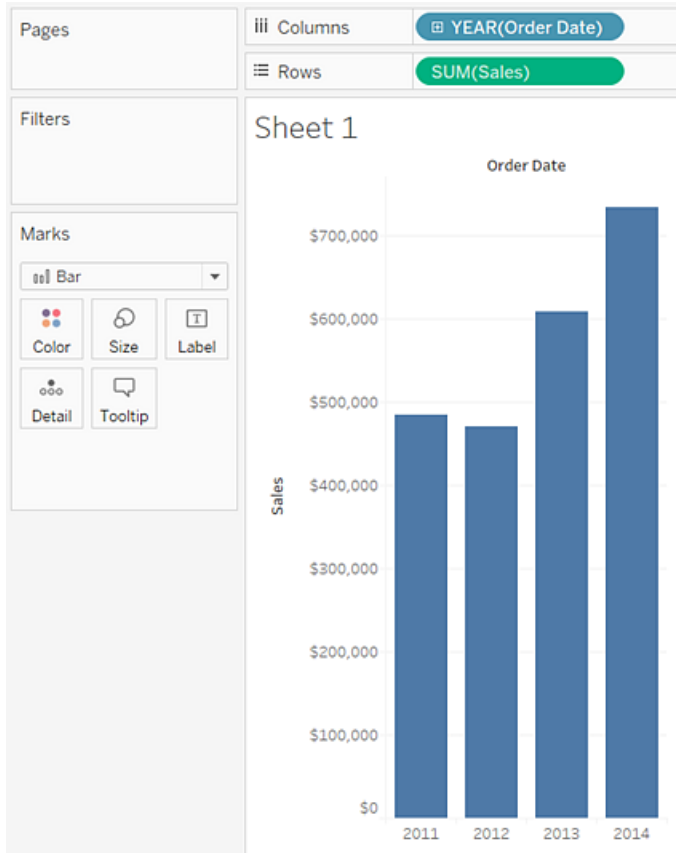 Pages
iii Columns
YEAR(Order Date)
Rows
SUM(Sales)
Filters
Sheet 1
Order Date
Marks
Bar
Color
Size
T
Label
Detail
Tooltip
Sales
$700,000
$600,000
$500,000
$400,000
$300,000
$200,000
$100,000
$0
2011
2012
2013
2014